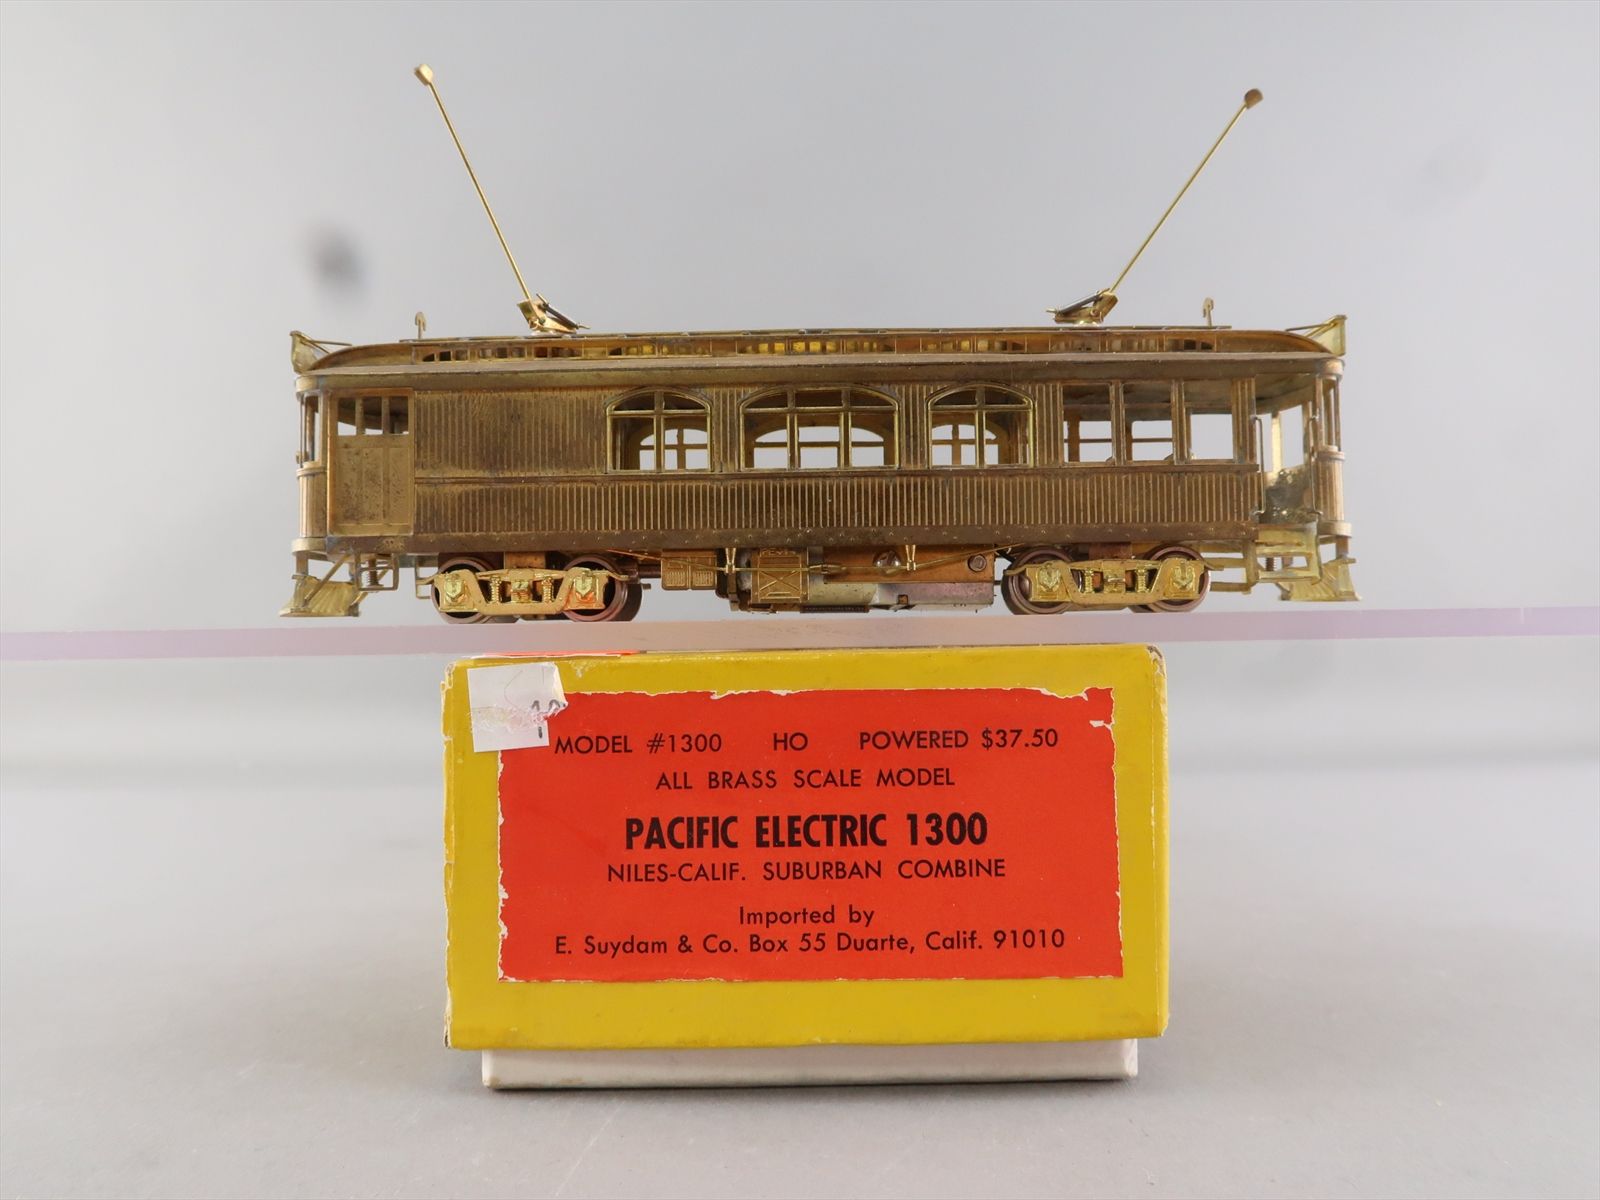 MODEL #1300 HO POWERED $37.50
ALL BRASS SCALE MODEL
PACIFIC ELECTRIC 1300
NILES-CALIF. SUBURBAN COMBINE
Imported by
E. Suydam & Co. Box 55 Duarte, Calif. 91010